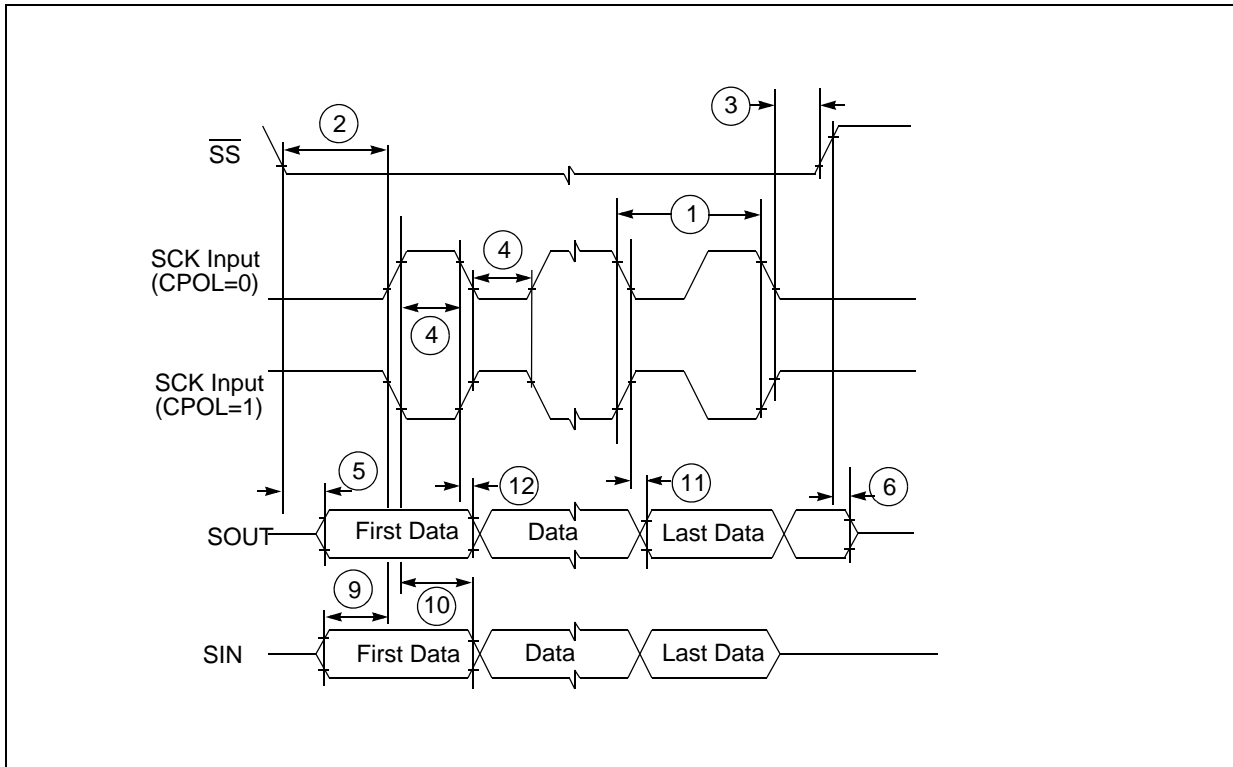 3
2
SS
1
SCK Input
(CPOL=0)
4
4
SCK Input
(CPOL=1)
5
12
11
6
SOUT
First Data
Data
Last Data
9
10
SIN
First Data
Data
Last Data